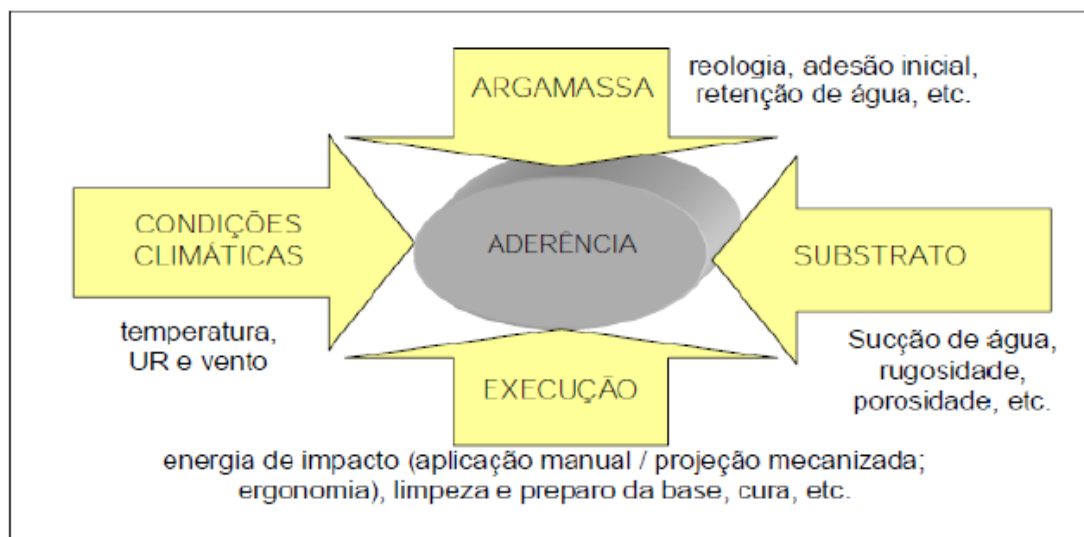 ARGAMASSA
reologia, adesão inicial,
retenção de água, etc.
CONDIÇÕES
CLIMÁTICAS
temperatura,
UR e vento
ADERÊNCIA
SUBSTRATO
Sucção de água,
rugosidade,
porosidade, etc.
EXECUÇÃO
energia de impacto (aplicação manual / projeção mecanizada;
ergonomia), limpeza e preparo da base, cura, etc.